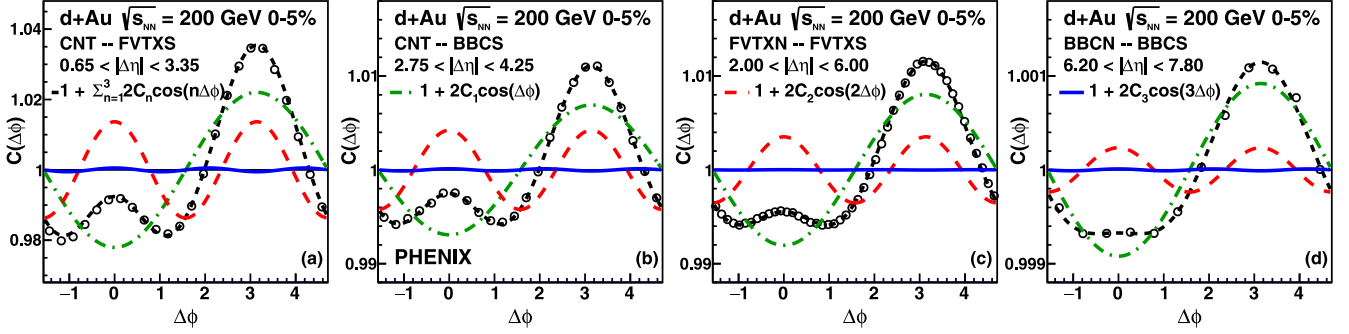 d+Au √s_NN = 200 GeV 0-5%
CNT -- FVTXS
0.65 < |Δη| < 3.35
1 + Σ³ₙ₌₁2Cₙcos(nΔϕ)
C(Δϕ)
1.04
1.02
1
0.98
−1 0 1 2 3 4
Δϕ
(a)
d+Au √s_NN = 200 GeV 0-5%
CNT -- BBCS
2.75 < |Δη| < 4.25
1 + 2C₁cos(Δϕ)
C(Δϕ)
1.01
1
0.99
PHENIX
−1 0 1 2 3 4
Δϕ
(b)
d+Au √s_NN = 200 GeV 0-5%
FVTXN -- FVTXS
2.00 < |Δη| < 6.00
1 + 2C₂cos(2Δϕ)
C(Δϕ)
1.01
1
0.99
−1 0 1 2 3 4
Δϕ
(c)
d+Au √s_NN = 200 GeV 0-5%
BBCN -- BBCS
6.20 < |Δη| < 7.80
1 + 2C₃cos(3Δϕ)
C(Δϕ)
1.001
1
0.999
−1 0 1 2 3 4
Δϕ
(d)